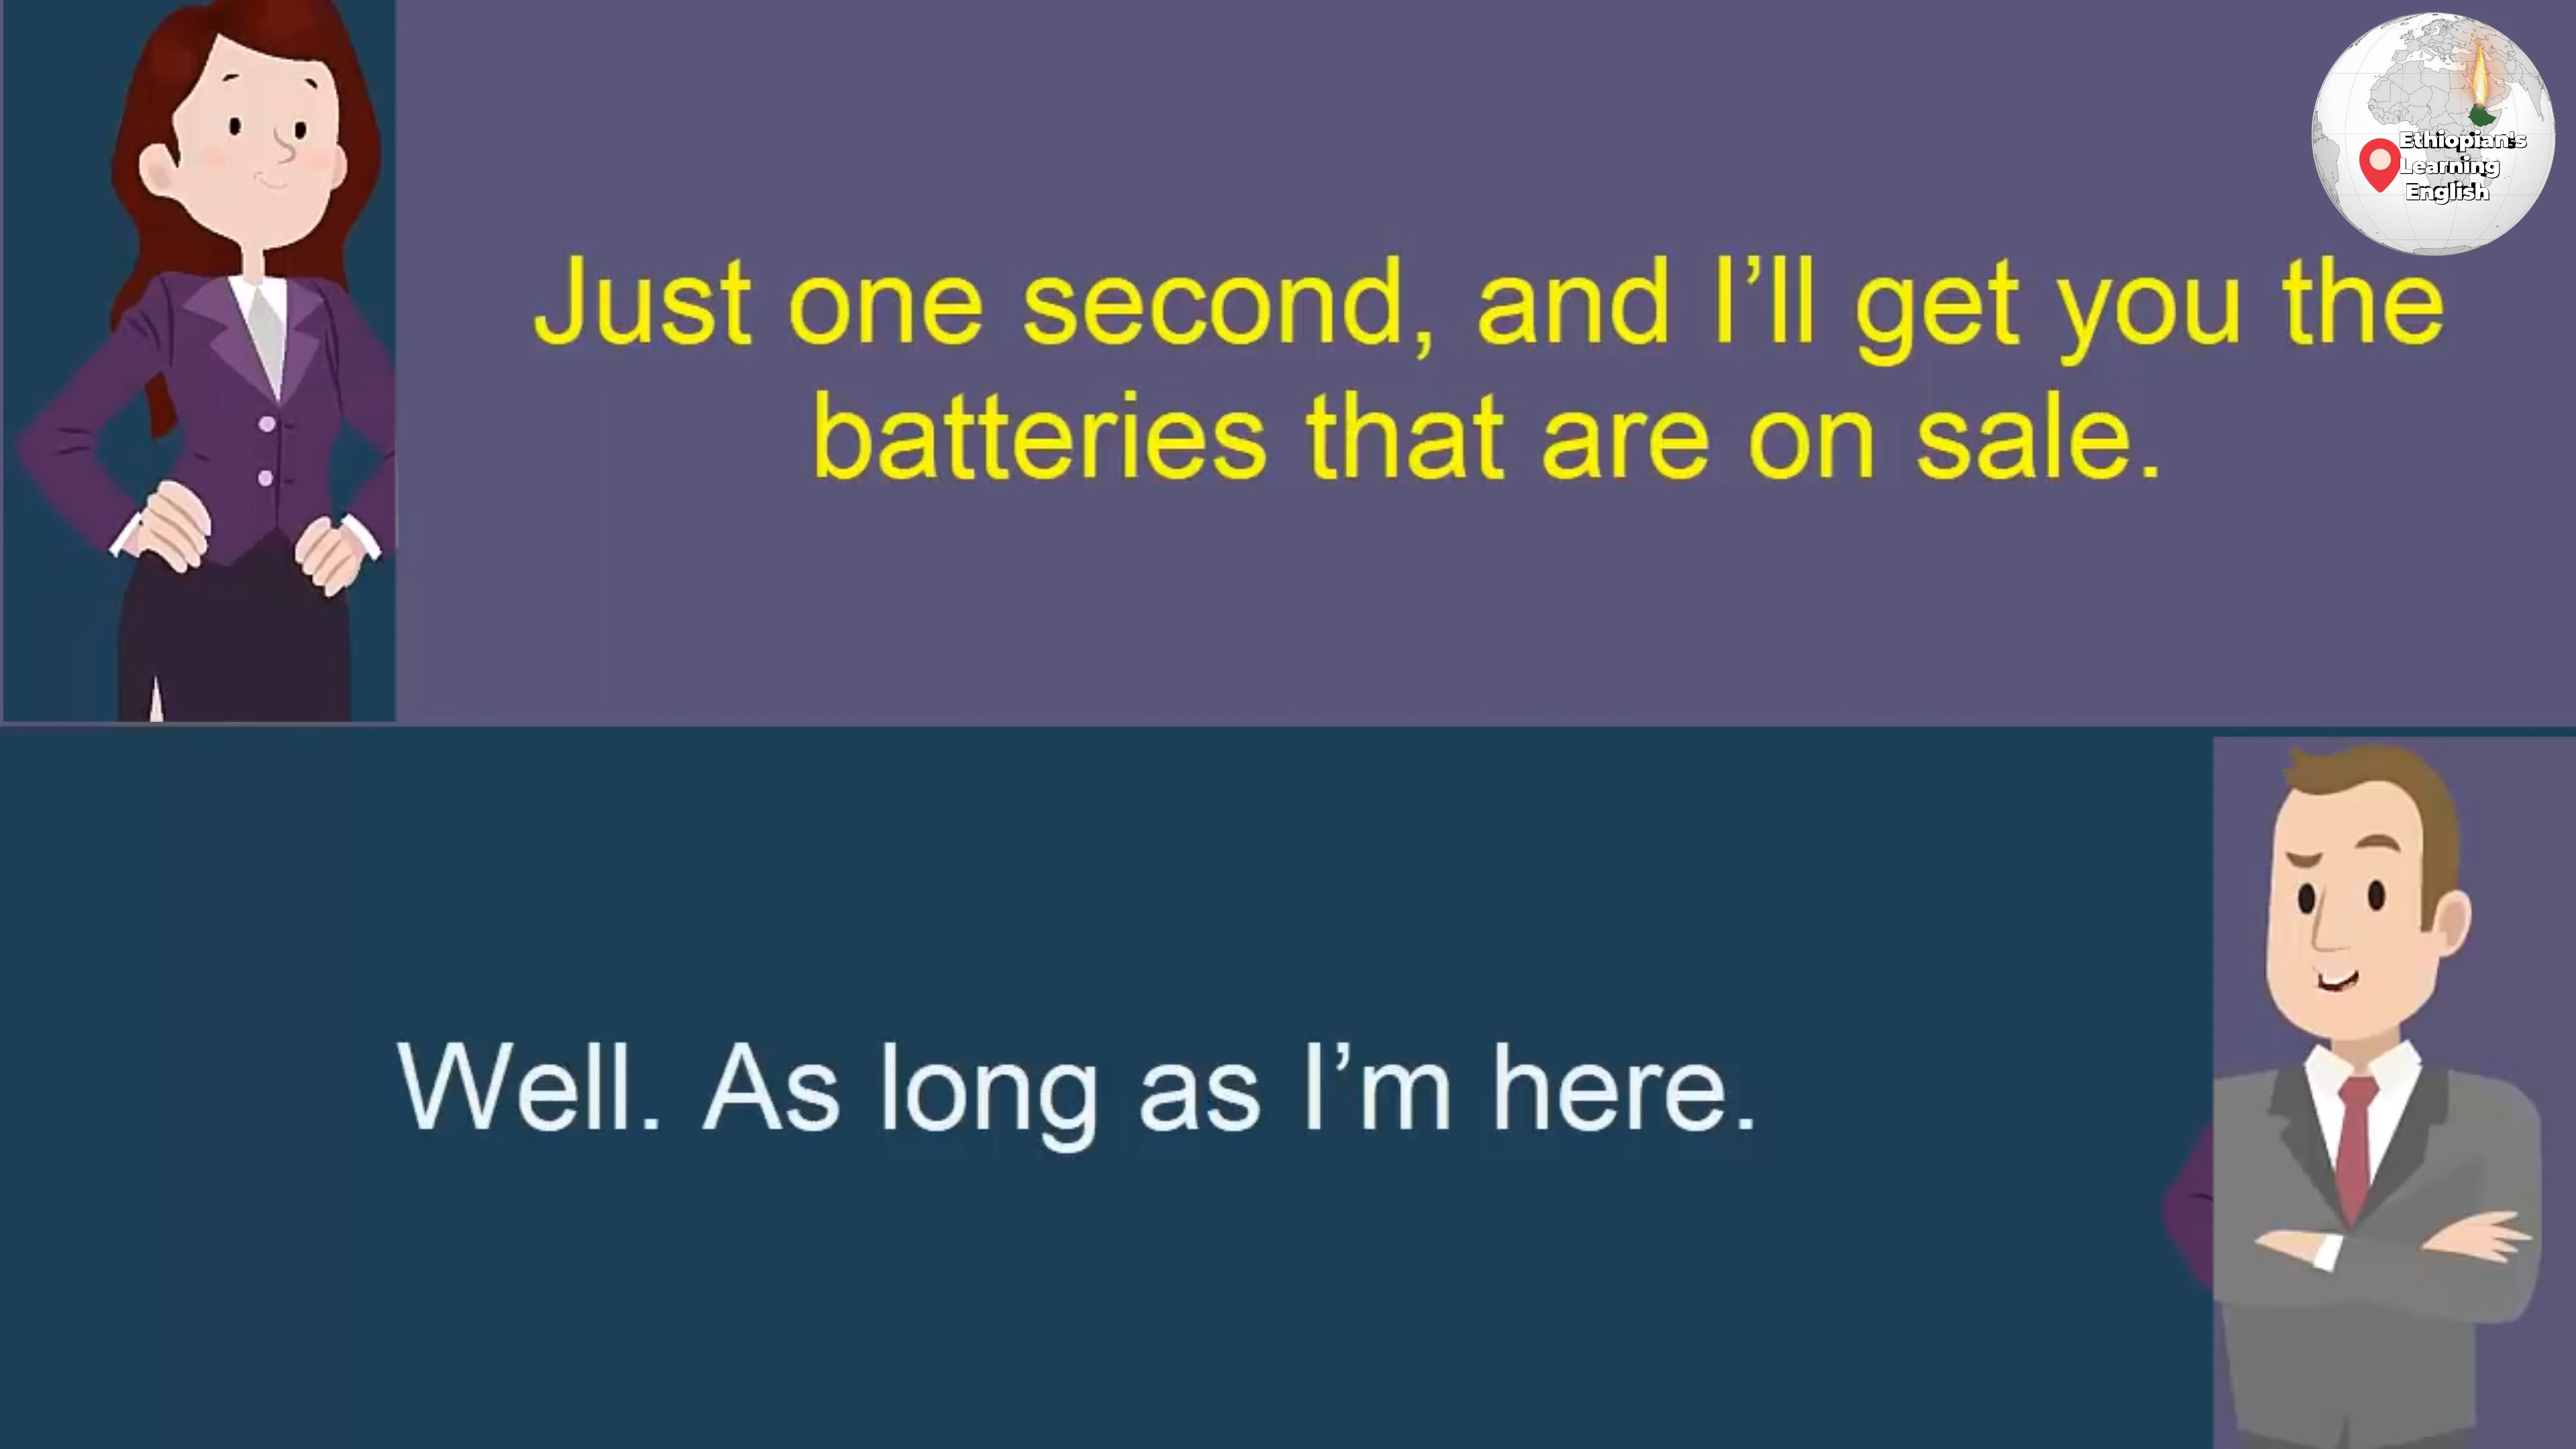 Ethiopian's
Learning
English
Just one second, and I’ll get you the
batteries that are on sale.
Well. As long as I’m here.